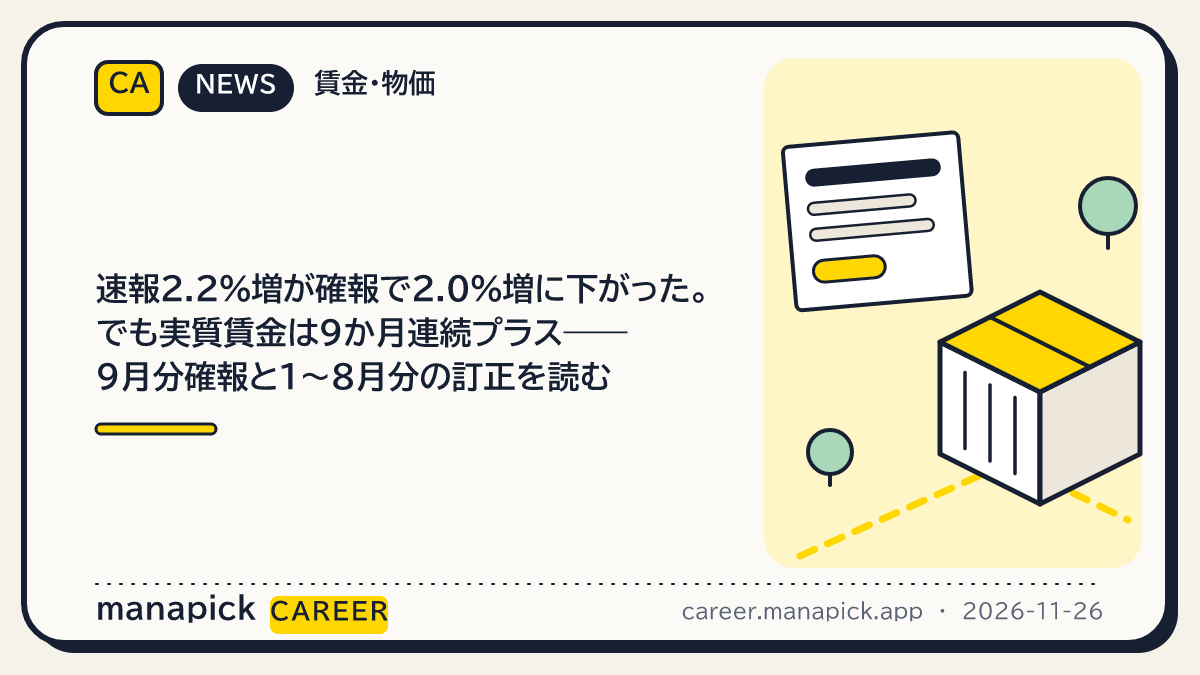 CA NEWS 賃金・物価
速報2.2%増が確報で2.0%増に下がった。
でも実質賃金は9か月連続プラス――
9月分確報と1～8月分の訂正を読む
manapick CAREER
career.manapick.app ・ 2026-11-26